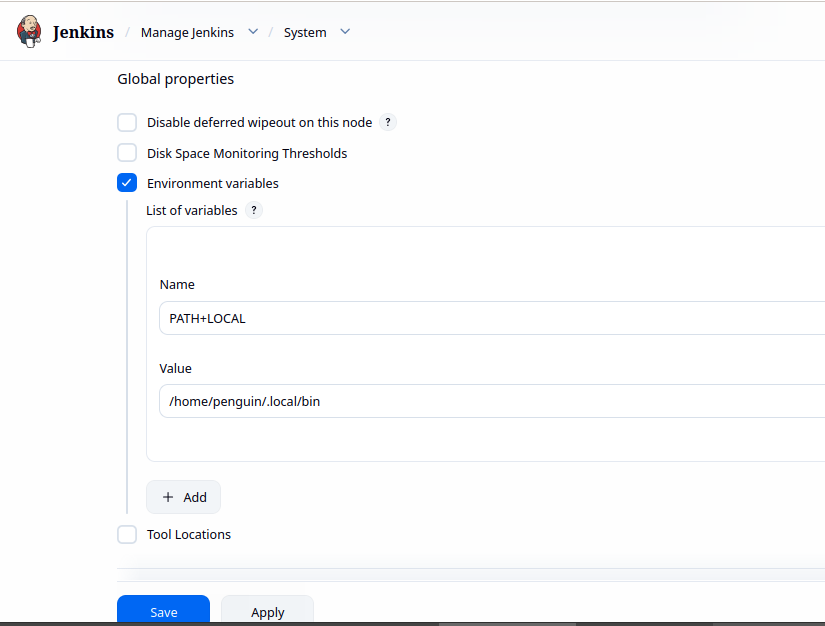 Jenkins / Manage Jenkins / System
Global properties
Disable deferred wipeout on this node ?
Disk Space Monitoring Thresholds
Environment variables
List of variables ?
Name
PATH+LOCAL
Value
/home/penguin/.local/bin
+ Add
Tool Locations
Save Apply